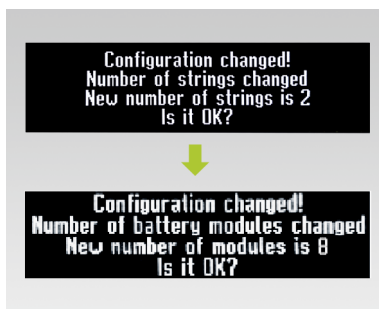 Configuration changed!
Number of strings changed
New number of strings is 2
Is it OK?
Configuration changed!
Number of battery modules changed
New number of modules is 8
Is it OK?